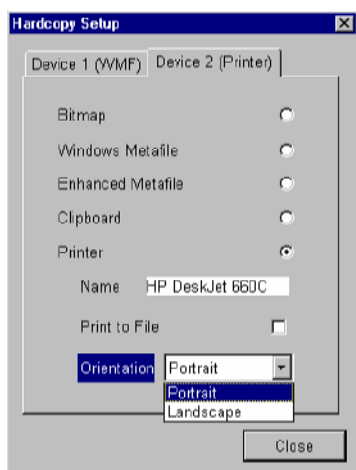 Hardcopy Setup
Device 1 (WMF) Device 2 (Printer)
Bitmap
Windows Metafile
Enhanced Metafile
Clipboard
Printer
Name HP DeskJet 660C
Print to File
Orientation Portrait
Portrait
Landscape
Close